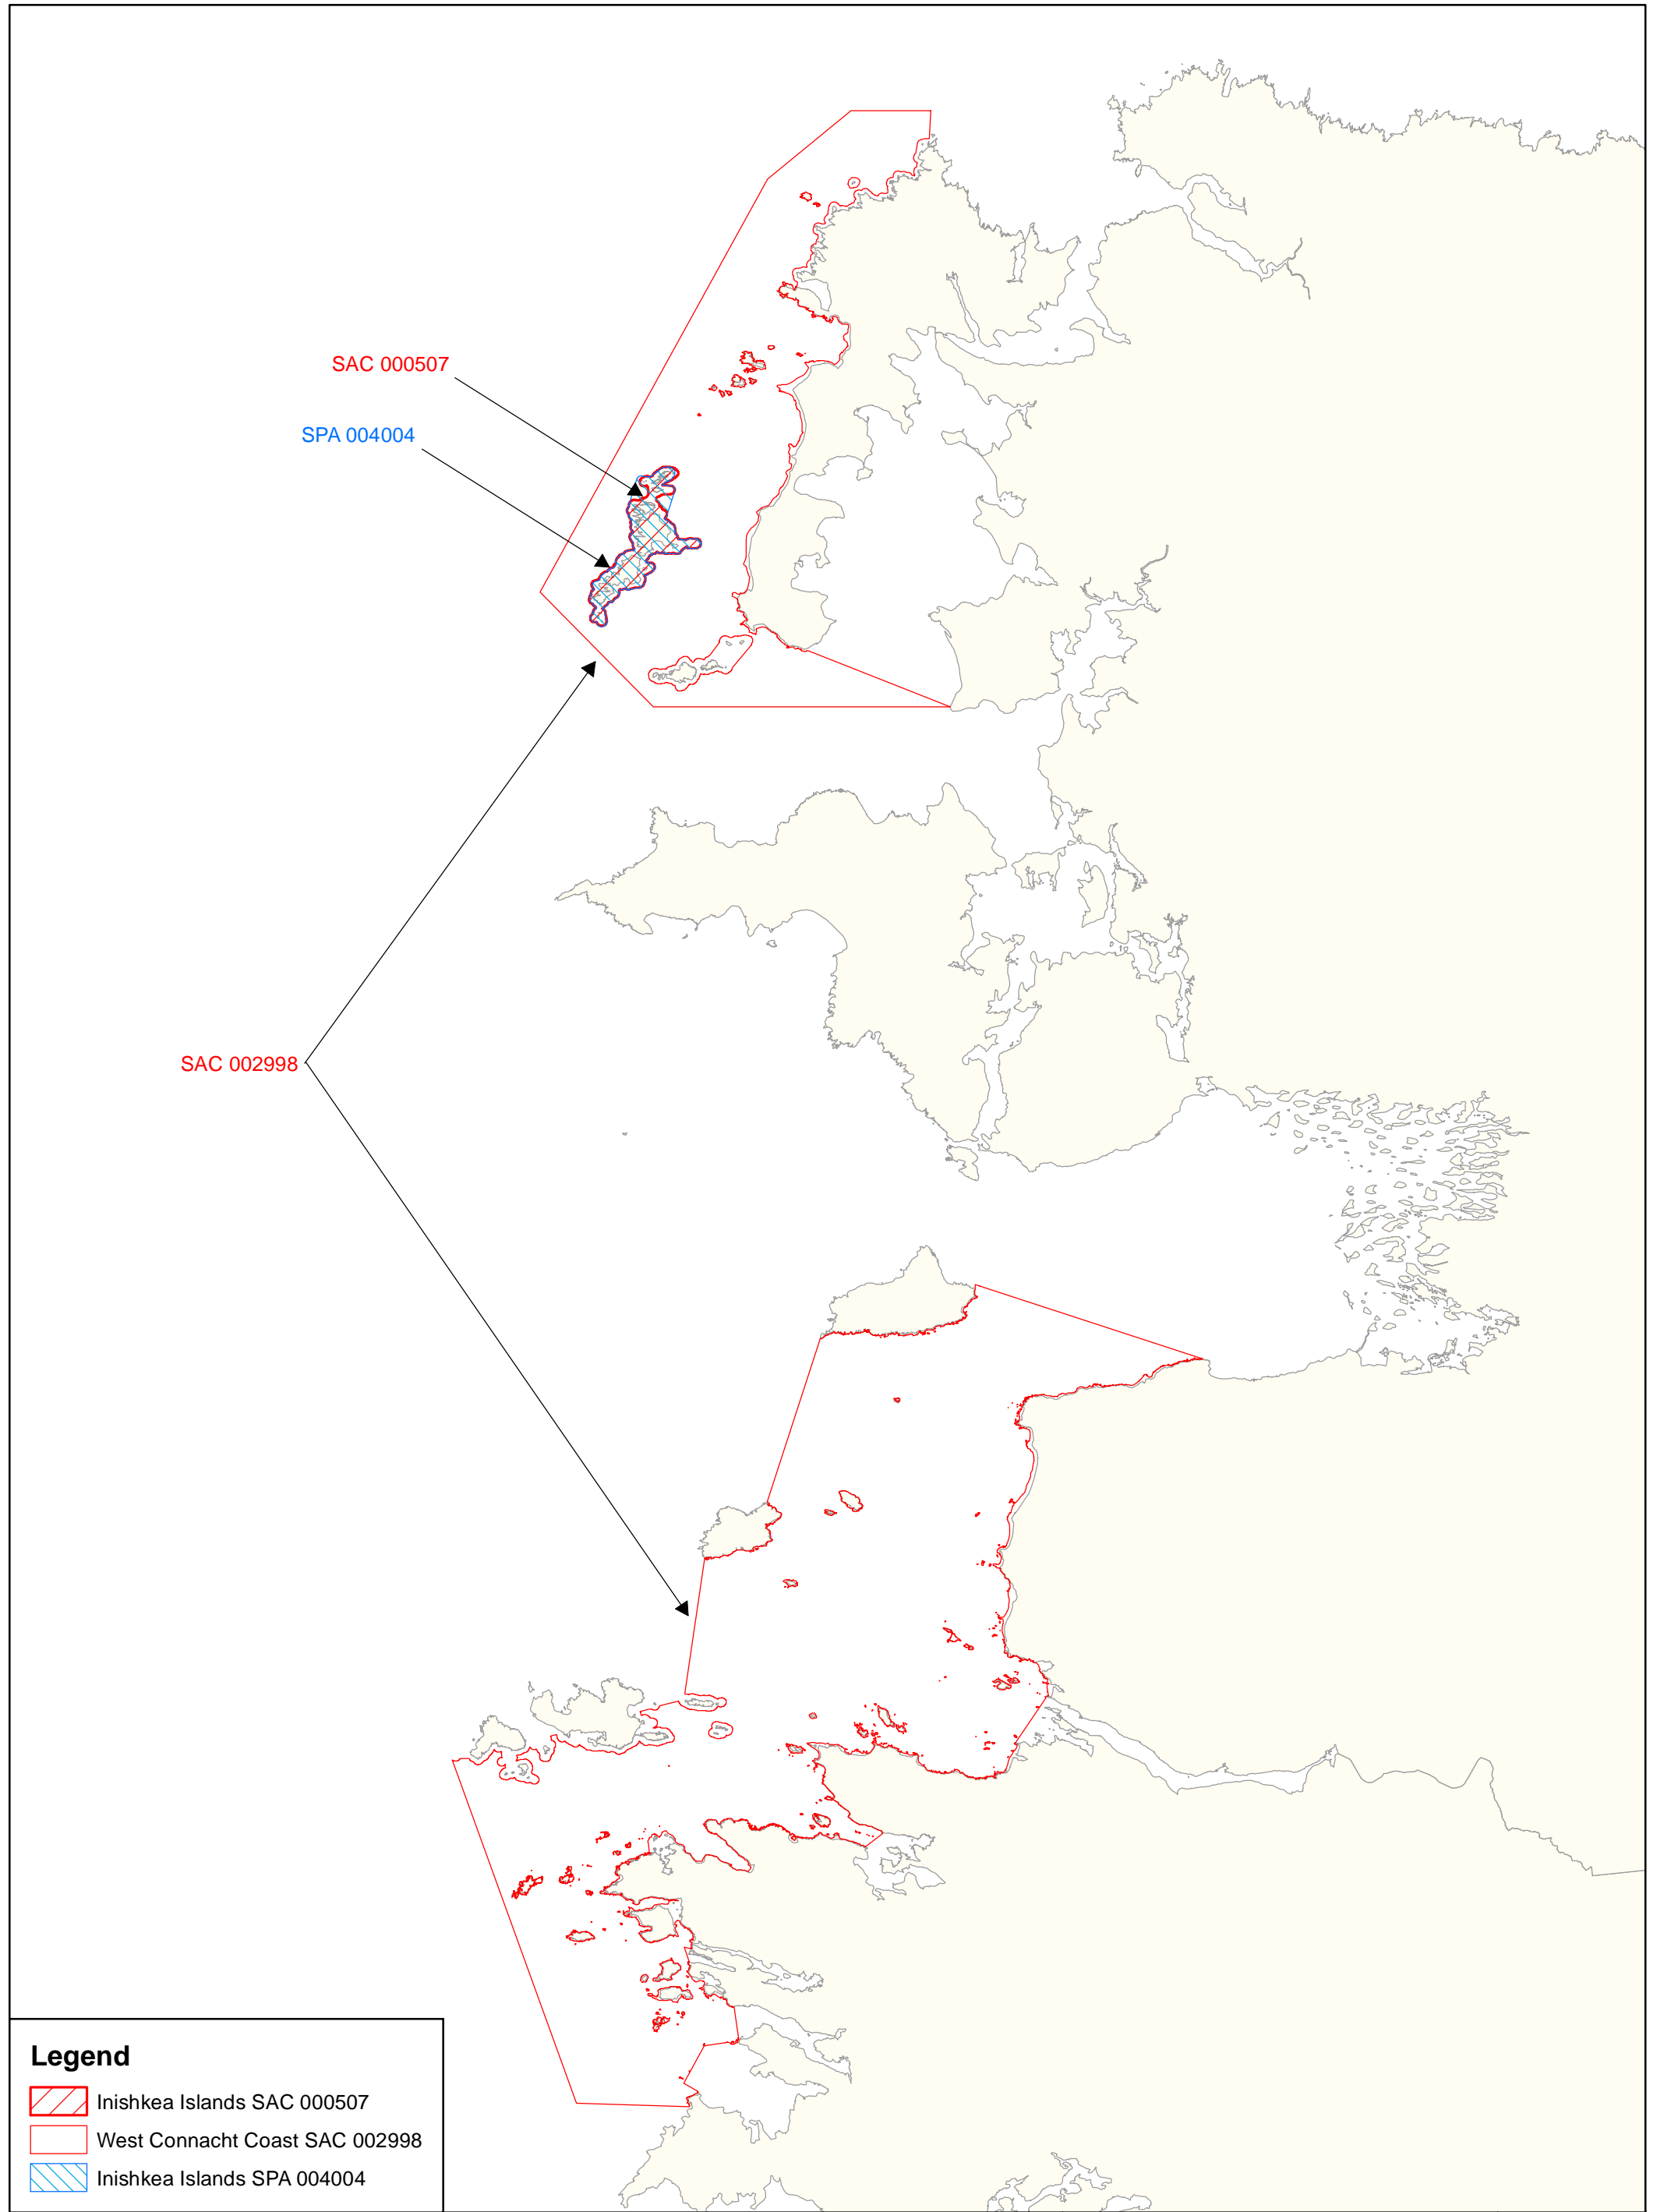 SAC 000507
SPA 004004
SAC 002998
Legend
Inishkea Islands SAC 000507
West Connacht Coast SAC 002998
Inishkea Islands SPA 004004